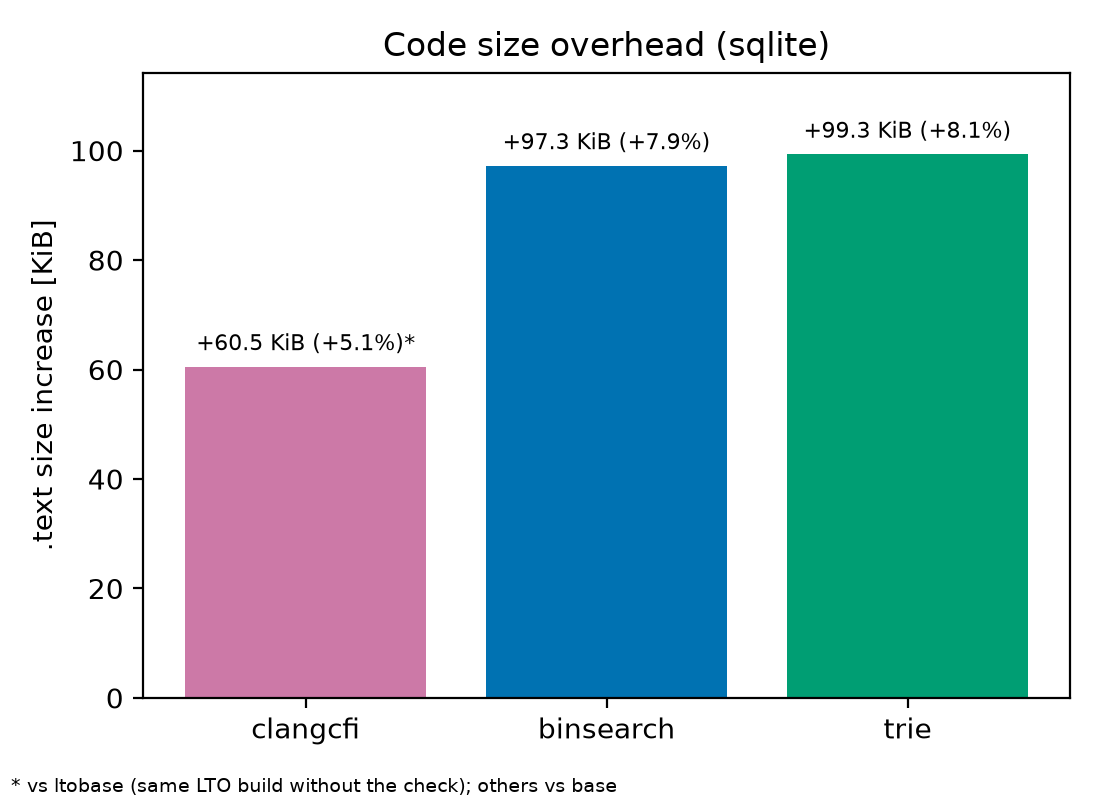 Code size overhead (sqlite)
.text size increase [KiB]
100
80
60
40
20
0
+60.5 KiB (+5.1%)*
+97.3 KiB (+7.9%)
+99.3 KiB (+8.1%)
clangcfi
binsearch
trie
* vs ltobase (same LTO build without the check); others vs base